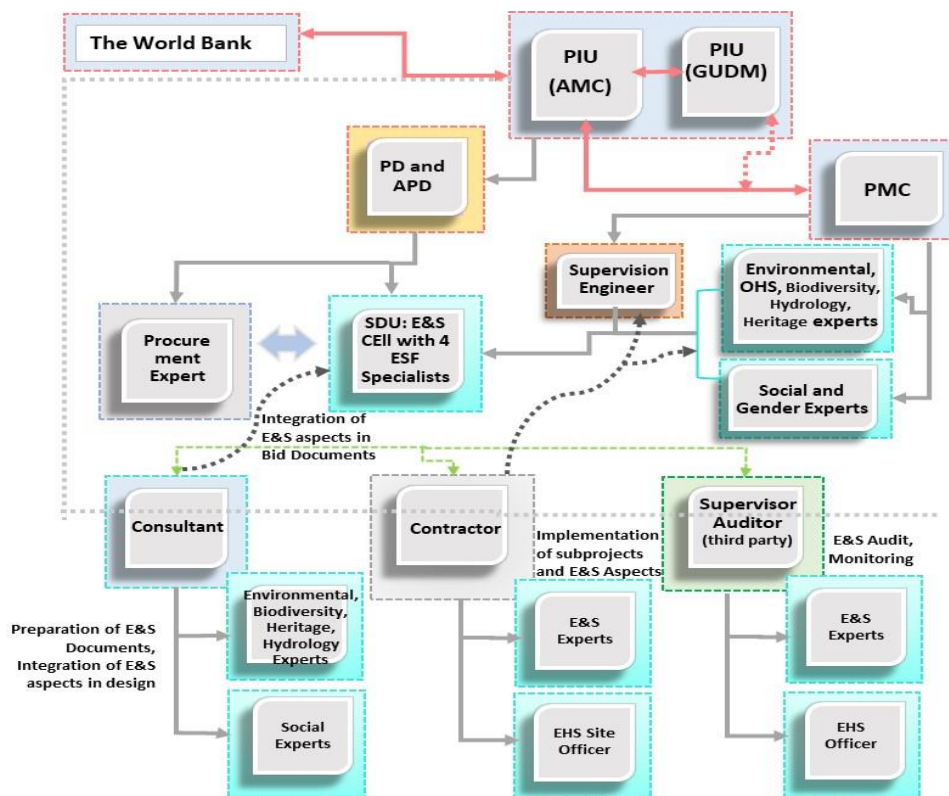 The World Bank
PIU
(AMC)
PIU
(GUDM)
PD and
APD
PMC
Supervision
Engineer
Environmental,
OHS, Biodiversity,
Hydrology,
Heritage experts
Procure
ment
Expert
SDU: E&S
CEll with 4
ESF
Specialists
Social and
Gender Experts
Integration of
E&S aspects in
Bid Documents
Consultant
Contractor
Supervisor
Auditor
(third party)
Implementation
of subprojects
and E&S Aspects
E&S Audit,
Monitoring
Preparation of E&S
Documents,
Integration of E&S
aspects in design
Environmental,
Biodiversity,
Heritage,
Hydrology
Experts
E&S
Experts
E&S
Experts
Social
Experts
EHS Site
Officer
EHS
Officer